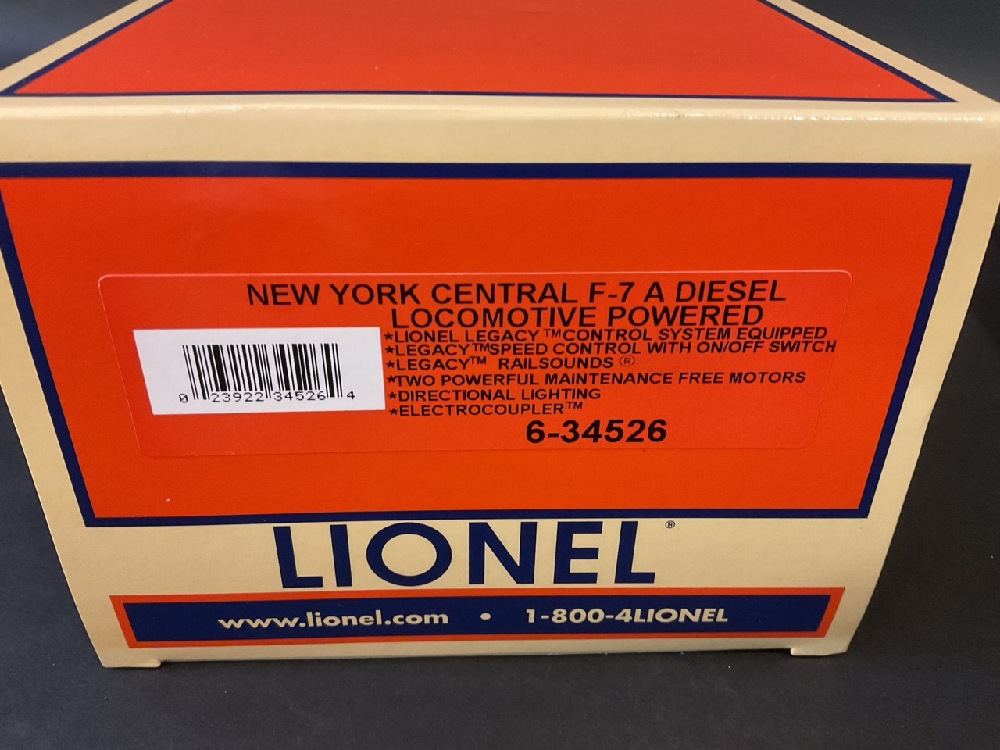 NEW YORK CENTRAL F-7 A DIESEL
LOCOMOTIVE POWERED
*LIONEL LEGACY™CONTROL SYSTEM EQUIPPED
*LEGACY™SPEED CONTROL WITH ON/OFF SWITCH
*LEGACY™ RAILSOUNDS®
*TWO POWERFUL MAINTENANCE FREE MOTORS
*DIRECTIONAL LIGHTING
*ELECTROCOUPLER™
6-34526
0 23922 34526 4
LIONEL®
www.lionel.com • 1-800-4LIONEL